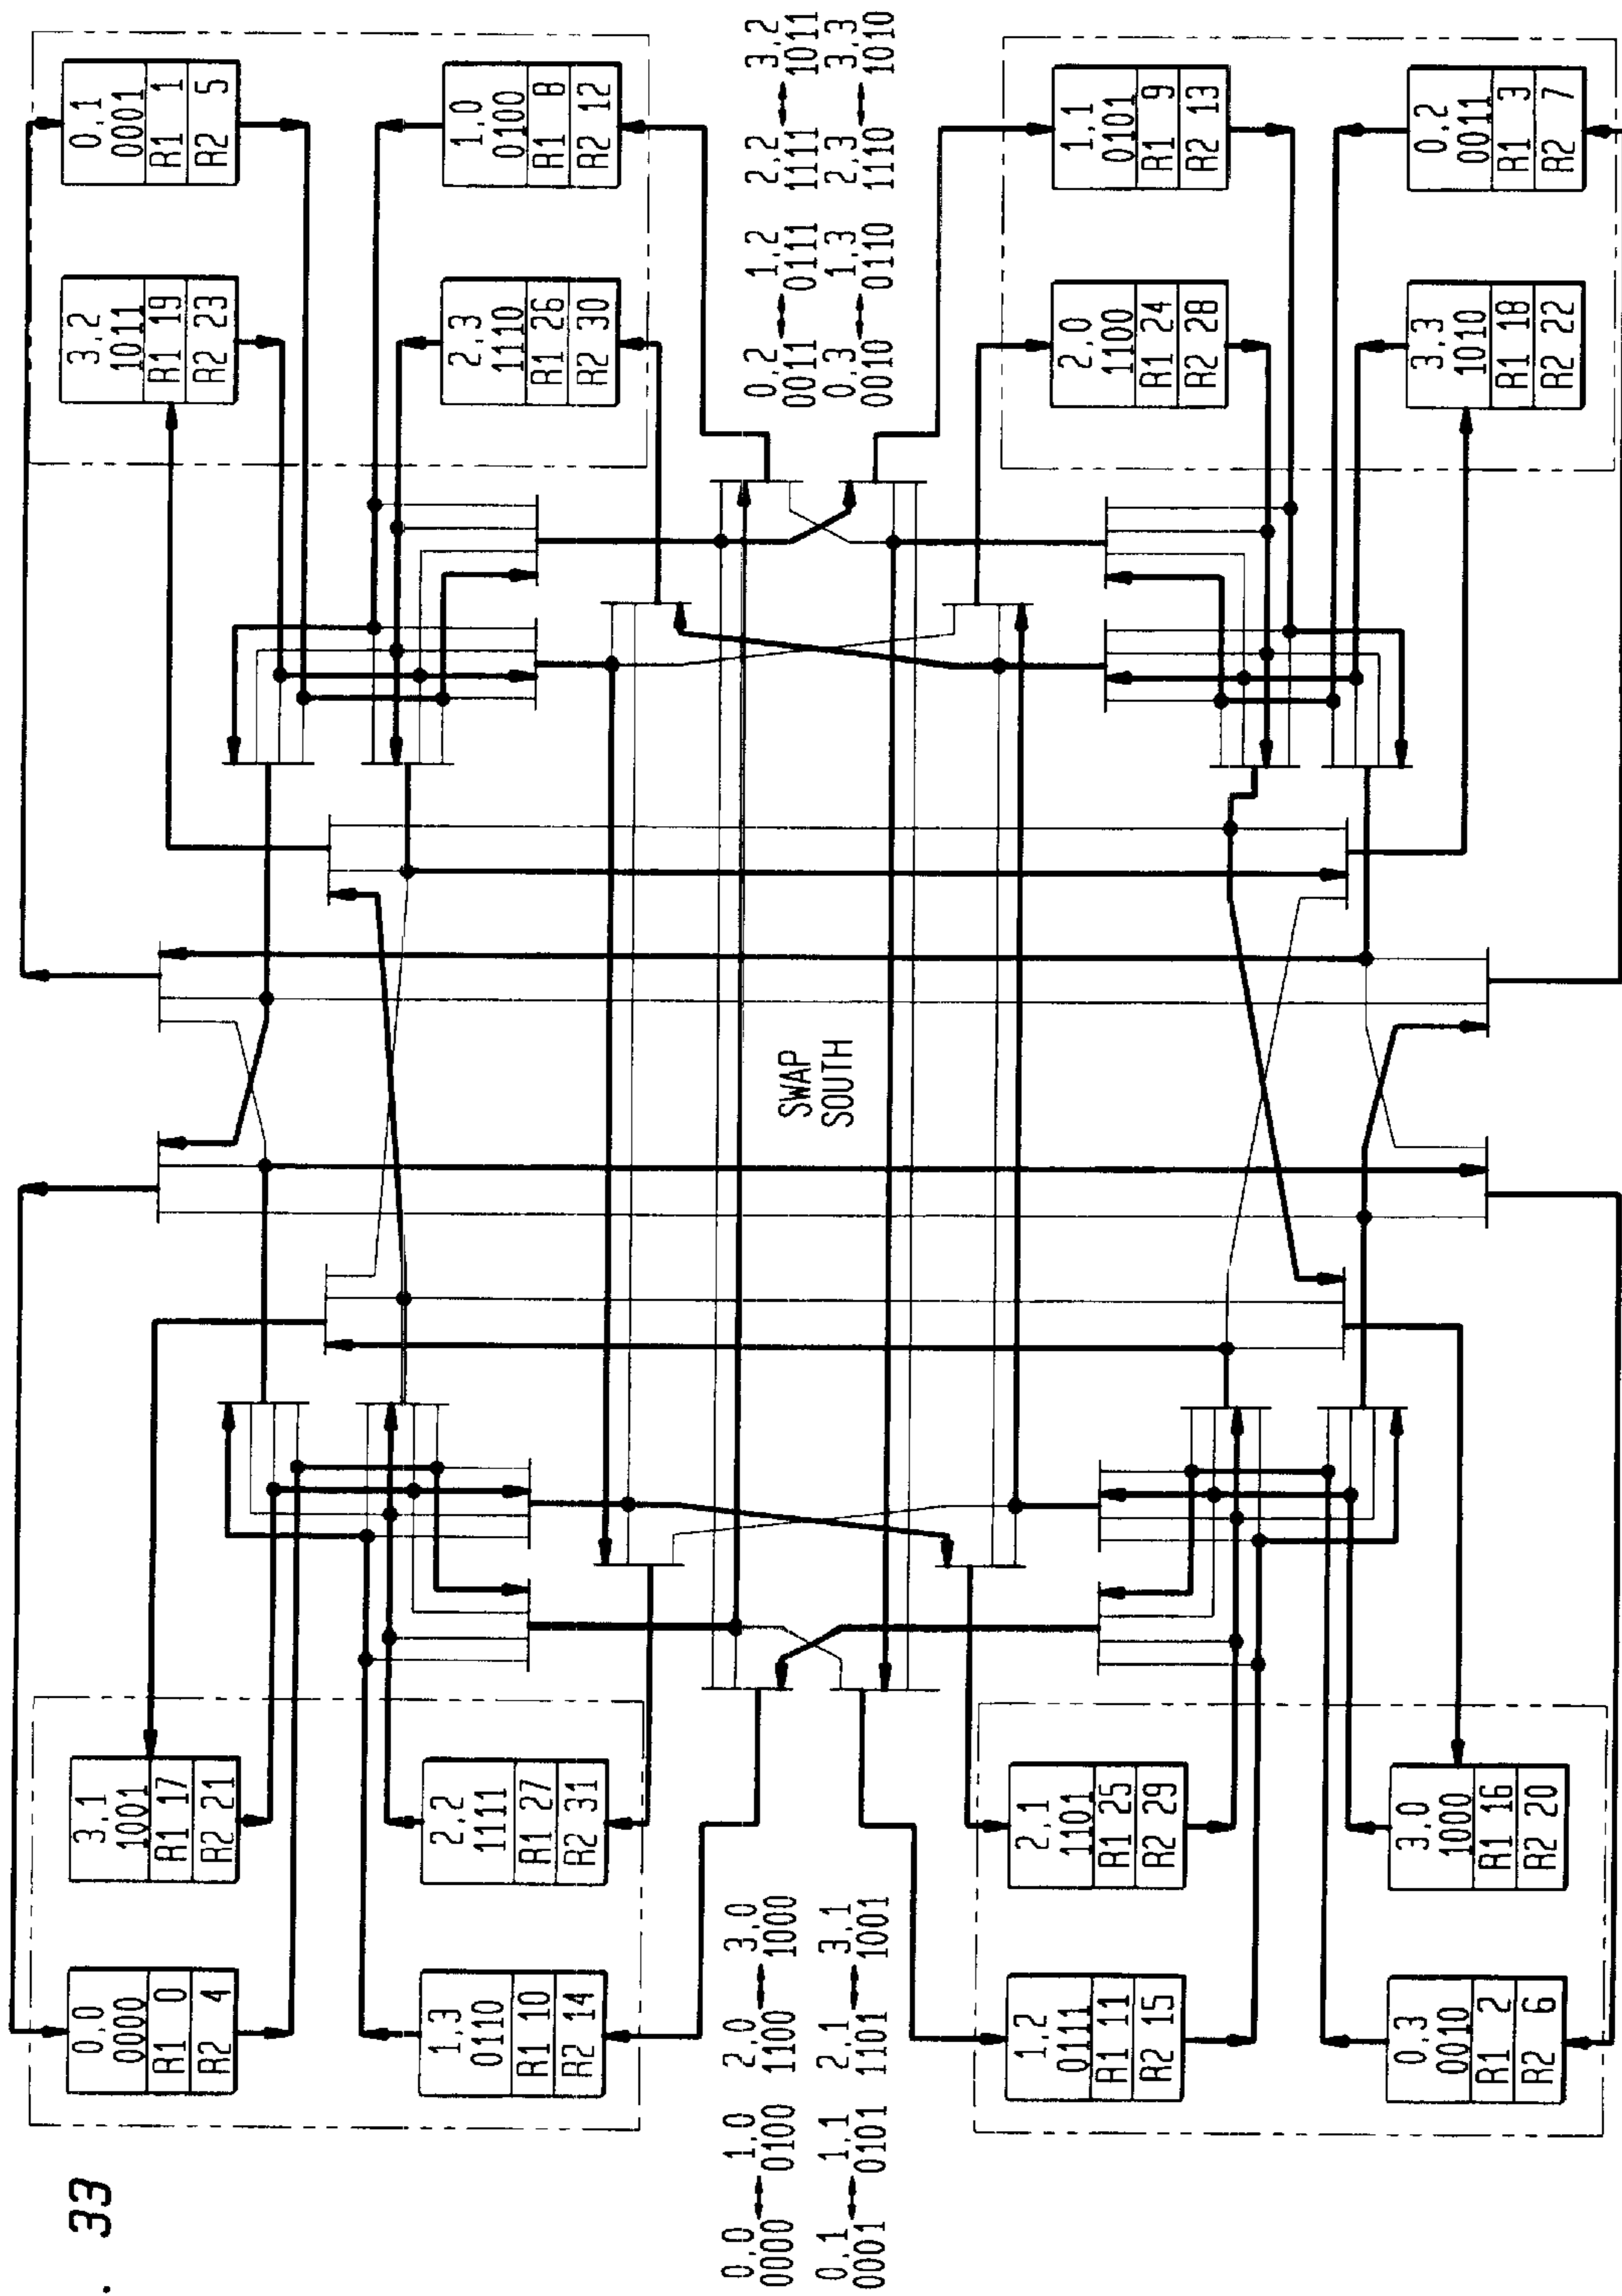 . 33
0,0
0000
R1 0
R2 4
3,1
1001
R1 17
R2 21
3,2
1011
R1 19
R2 23
0,1
0001
R1 1
R2 5
1,3
0110
R1 10
R2 14
2,2
1111
R1 27
R2 31
2,3
1110
R1 26
R2 30
1,0
0100
R1 8
R2 12
0,0 1,0 2,0 3,0
0000 0100 1100 1000
0,1 1,1 2,1 3,1
0001 0101 1101 1001
SWAP
SOUTH
0,2 1,2 2,2 3,2
0011 0111 1111 1011
0,3 1,3 2,3 3,3
0010 0110 1110 1010
1,2
0111
R1 11
R2 15
2,1
1101
R1 25
R2 29
2,0
1100
R1 24
R2 28
1,1
0101
R1 9
R2 13
0,3
0010
R1 2
R2 6
3,0
1000
R1 16
R2 20
3,3
1010
R1 18
R2 22
0,2
0011
R1 3
R2 7